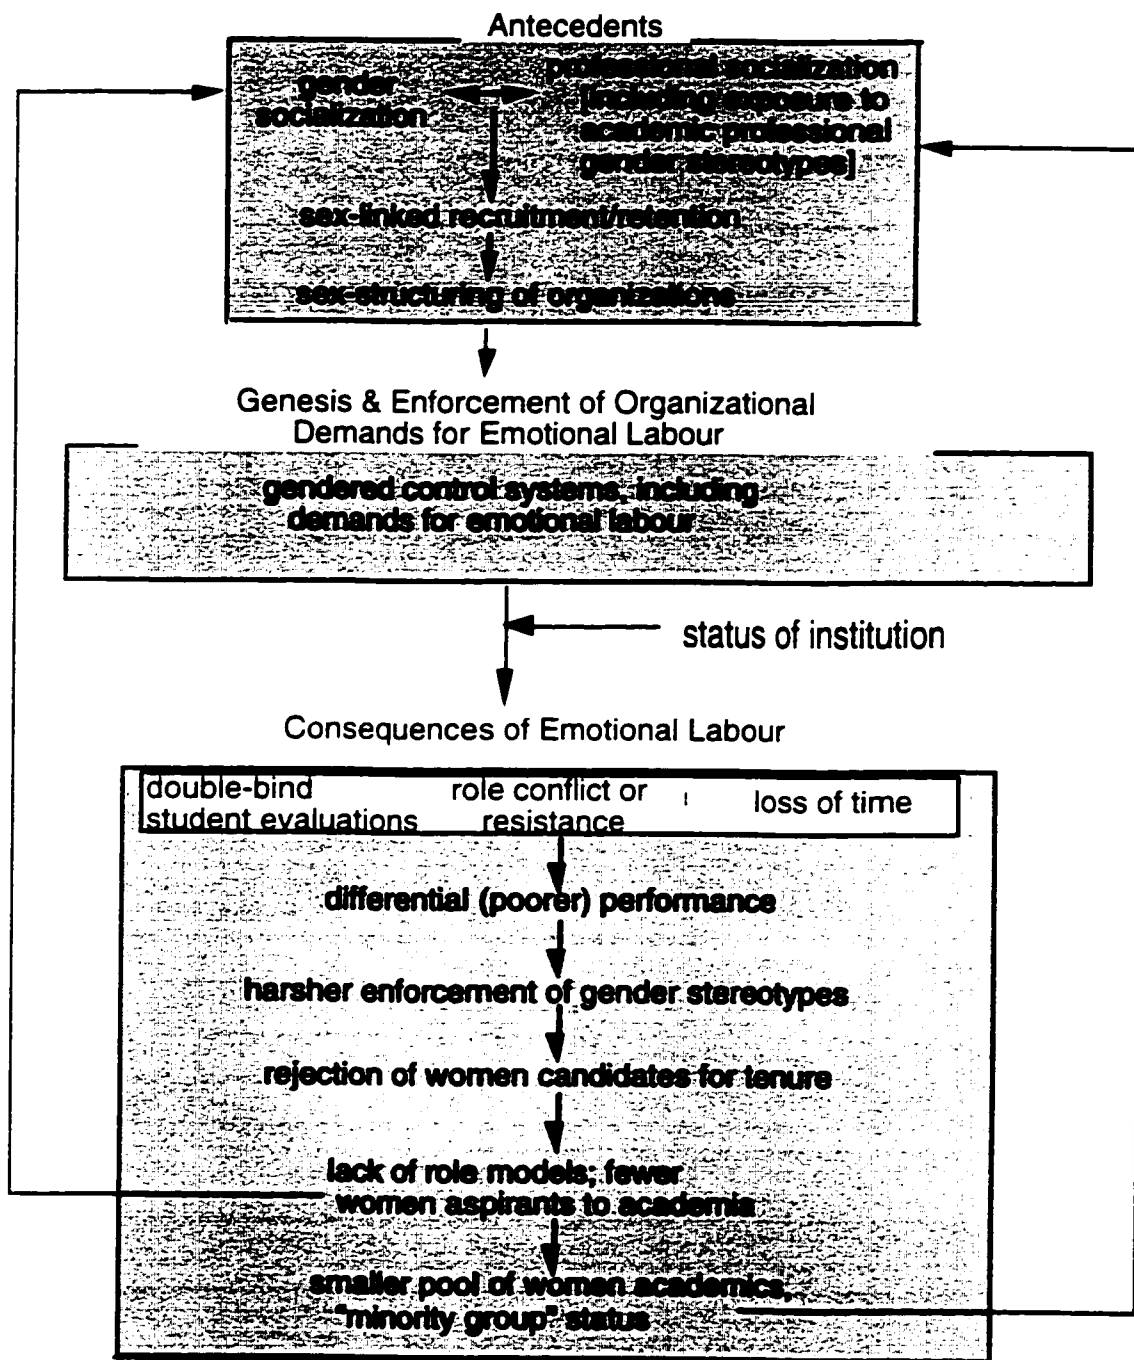 Antecedents
gender
socialization
professional socialization
[including exposure to
academic professional
gender stereotypes]
sex-linked recruitment/retention
sex-structuring of organizations
Genesis & Enforcement of Organizational
Demands for Emotional Labour
gendered control systems, including
demands for emotional labour
status of institution
Consequences of Emotional Labour
double-bind
student evaluations
role conflict or
resistance
loss of time
differential (poorer) performance
harsher enforcement of gender stereotypes
rejection of women candidates for tenure
lack of role models; fewer
women aspirants to academia
smaller pool of women academics,
"minority group" status